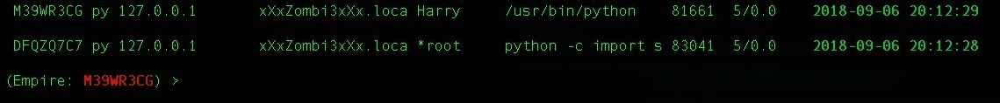 M39WR3CG py 127.0.0.1 xXxZombi3xXx.loca Harry /usr/bin/python 81661 5/0.0 2018-09-06 20:12:29
DFQZQ7C7 py 127.0.0.1 xXxZombi3xXx.loca *root python -c import s 83041 5/0.0 2018-09-06 20:12:28
(Empire: M39WR3CG) >